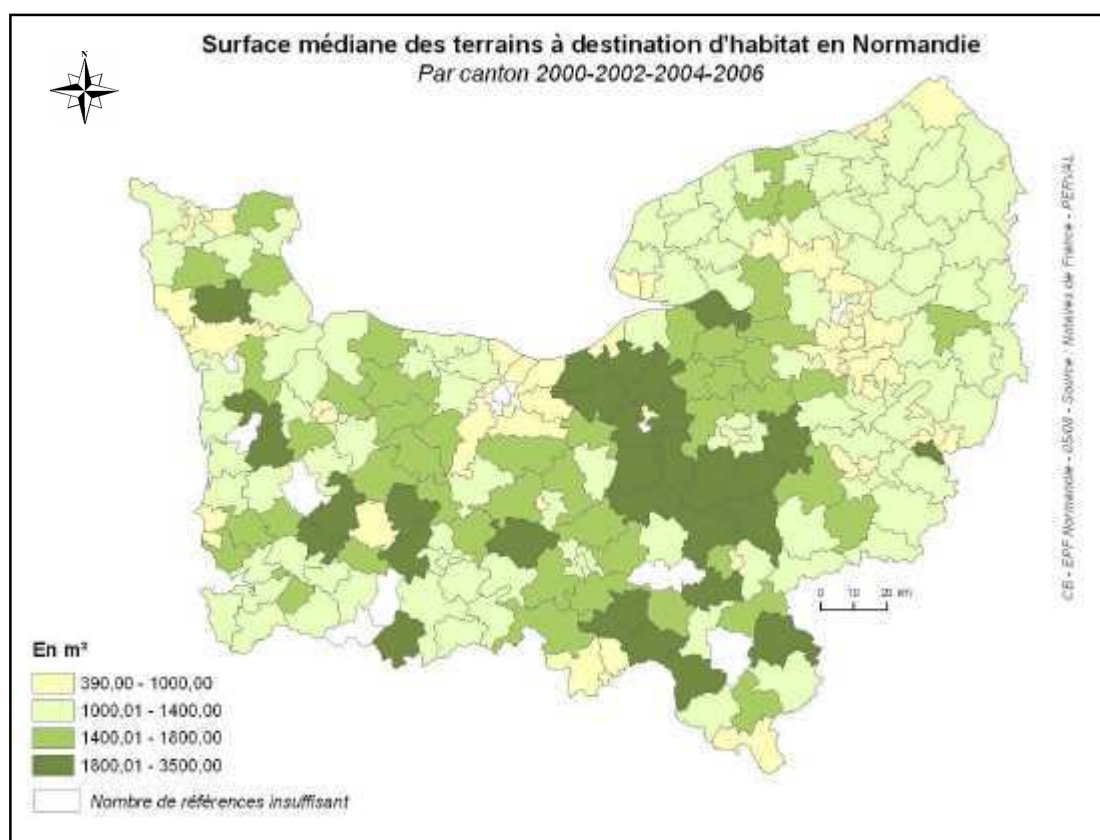 Surface médiane des terrains à destination d'habitat en Normandie
Par canton 2000-2002-2004-2006
N
CEI - EPF Normandie - 05/08 - Source : Notaires de France - PERVAL
0 10 20 km
En m²
390,00 - 1000,00
1000,01 - 1400,00
1400,01 - 1800,00
1800,01 - 3500,00
Nombre de références insuffisant